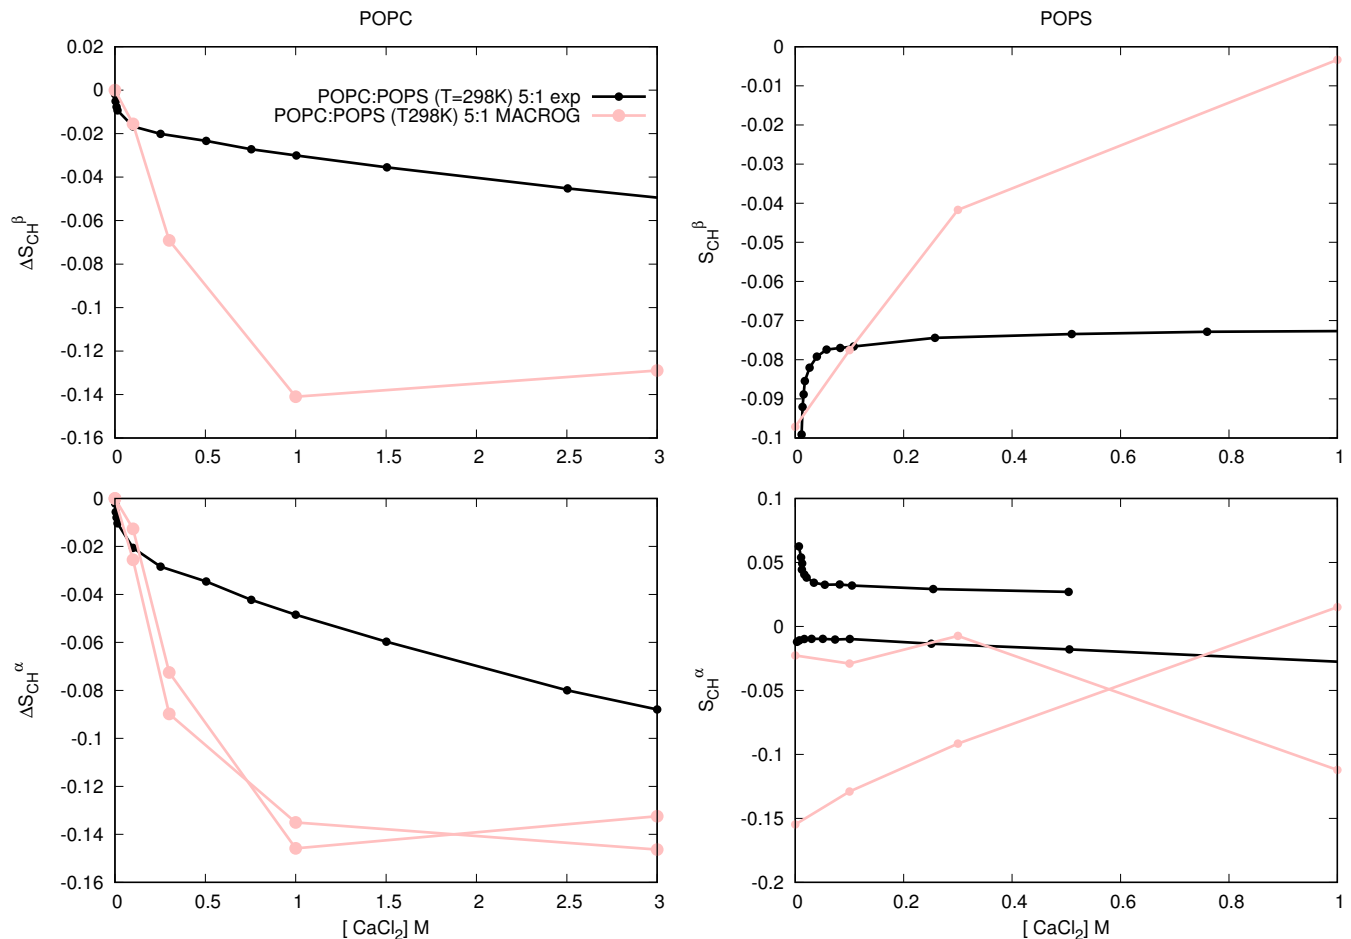 POPC
0.02
0
-0.02
-0.04
-0.06
-0.08
-0.1
-0.12
-0.14
-0.16
ΔS_CH^β
POPC:POPS (T=298K) 5:1 exp
POPC:POPS (T298K) 5:1 MACROG
0 0.5 1 1.5 2 2.5 3
POPS
0
-0.01
-0.02
-0.03
-0.04
-0.05
-0.06
-0.07
-0.08
-0.09
-0.1
S_CH^β
0 0.2 0.4 0.6 0.8 1
0
-0.02
-0.04
-0.06
-0.08
-0.1
-0.12
-0.14
-0.16
ΔS_CH^α
0 0.5 1 1.5 2 2.5 3
[ CaCl₂] M
0.1
0.05
0
-0.05
-0.1
-0.15
-0.2
S_CH^α
0 0.2 0.4 0.6 0.8 1
[ CaCl₂] M